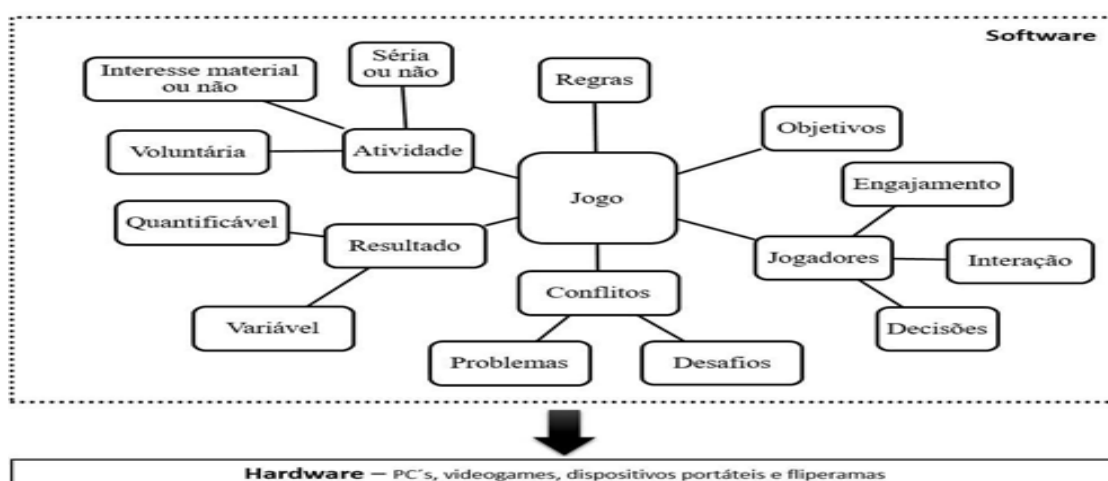 Software
Séria
ou não
Interesse material
ou não
Regras
Objetivos
Voluntária
Atividade
Jogo
Engajamento
Quantificável
Resultado
Jogadores
Interação
Conflitos
Variável
Decisões
Problemas
Desafios
Hardware – PC´s, videogames, dispositivos portáteis e fliperamas